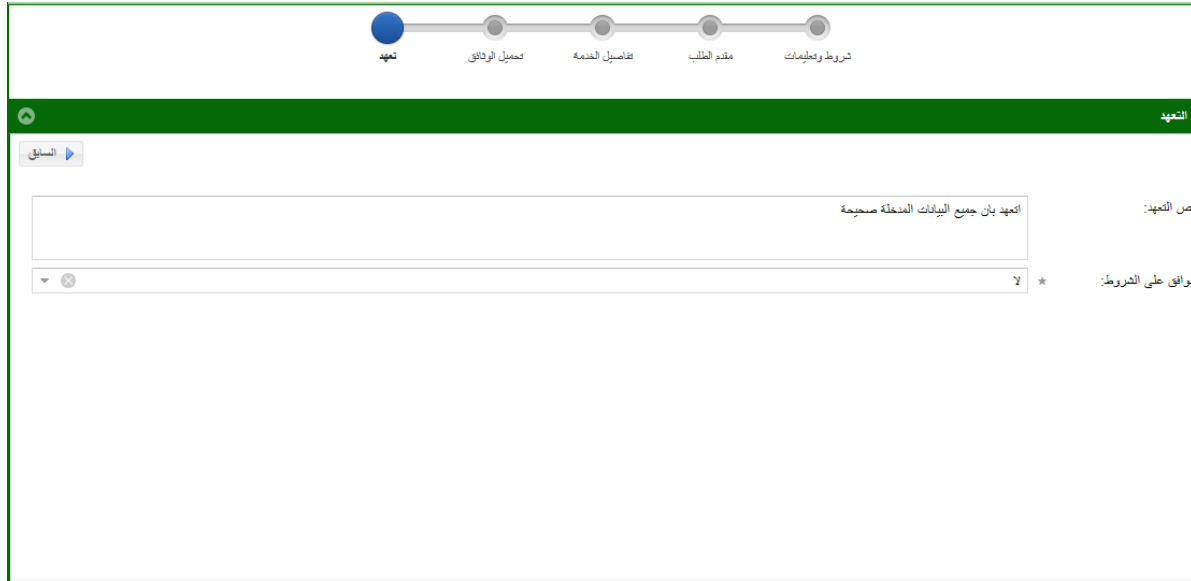 شروط وتعليمات
مقدم الطلب
تفاصيل الخدمة
تحميل الوثائق
تعهد
التعهد
السابق
ص التعهد:
اتعهد بان جميع البيانات المدخلة صحيحة
وافق على الشروط:
لا